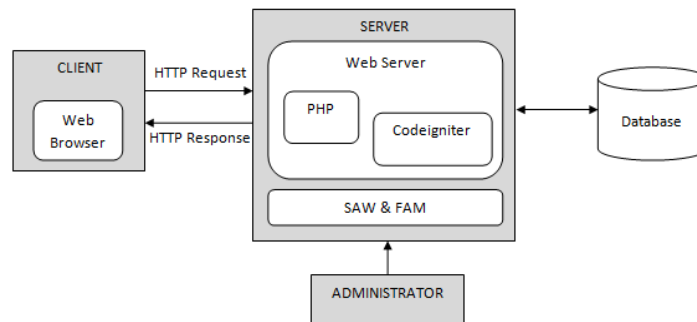 SERVER
CLIENT
Web
Browser
HTTP Request
HTTP Response
Web Server
PHP
Codeigniter
SAW & FAM
Database
ADMINISTRATOR